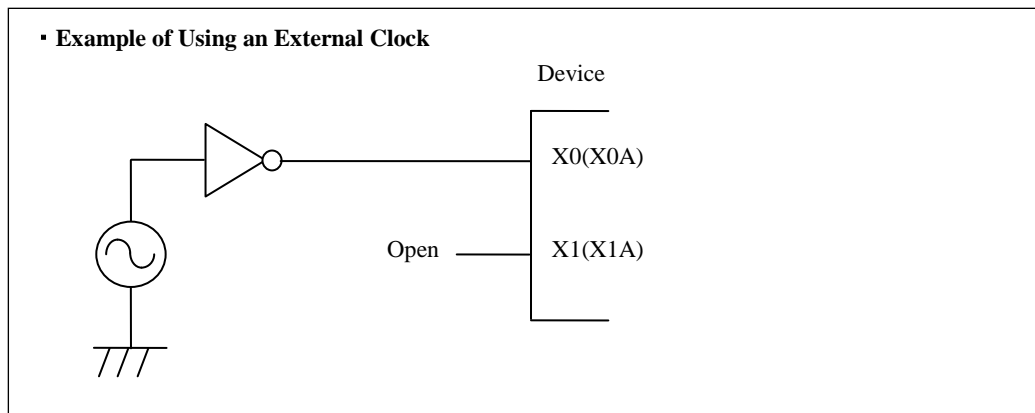 ▪ Example of Using an External Clock
Device
X0(X0A)
Open
X1(X1A)